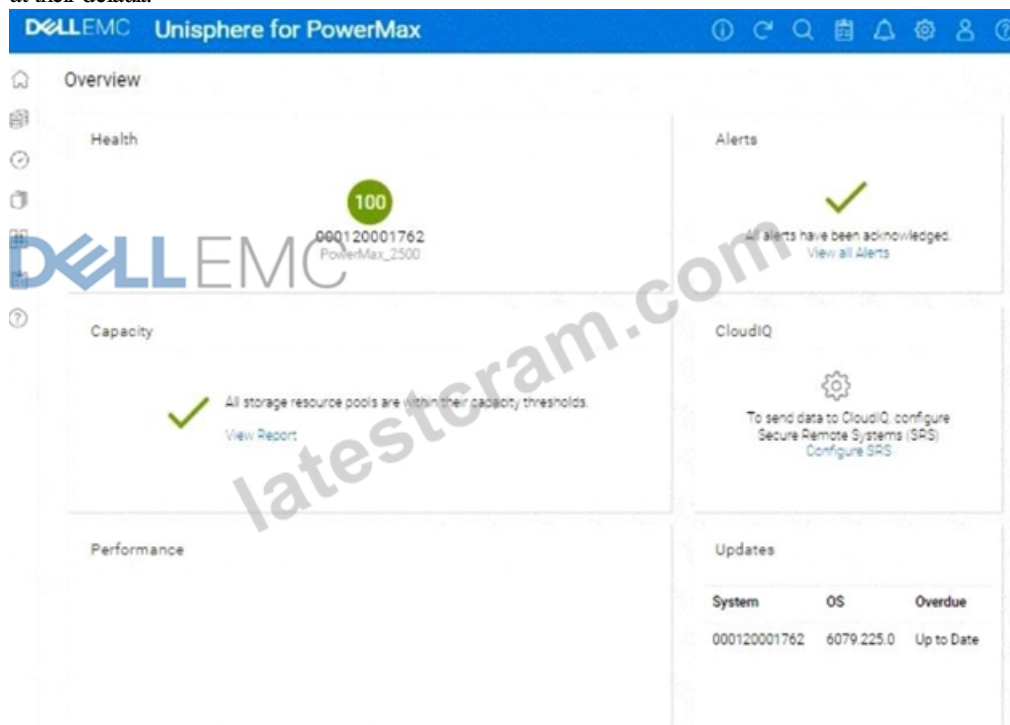 at their default.
DELLEMC Unisphere for PowerMax
Overview
Health
100
000120001762
PowerMax_2500
Alerts
All alerts have been acknowledged.
View all Alerts
DELLEMC
Capacity
All storage resource pools are within their capacity thresholds.
View Report
CloudIQ
To send data to CloudIQ, configure
Secure Remote Systems (SRS)
Configure SRS
latestcram.com
Performance
Updates
System OS Overdue
000120001762 6079.225.0 Up to Date